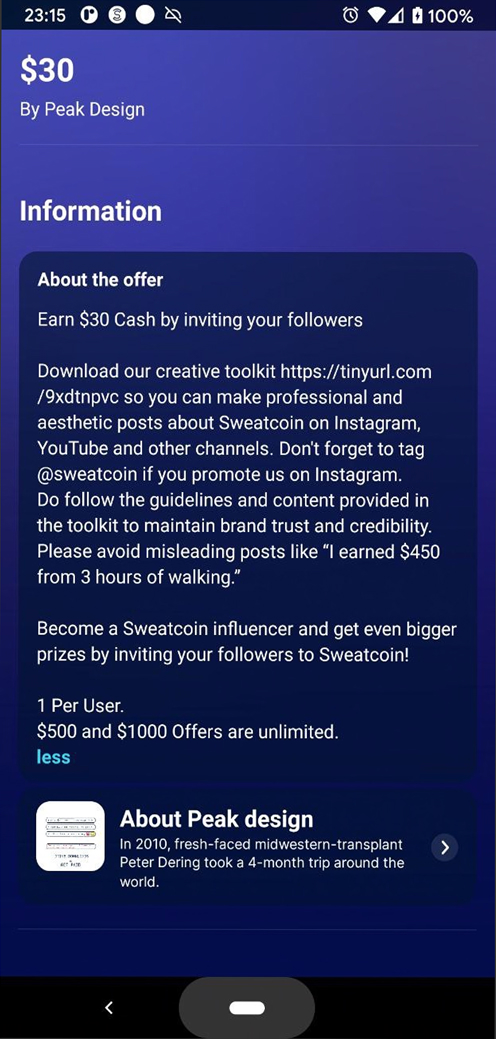 23:15
100%
$30
By Peak Design
Information
About the offer
Earn $30 Cash by inviting your followers
Download our creative toolkit https://tinyurl.com
/9xdtnpvc so you can make professional and
aesthetic posts about Sweatcoin on Instagram,
YouTube and other channels. Don't forget to tag
@sweatcoin if you promote us on Instagram.
Do follow the guidelines and content provided in
the toolkit to maintain brand trust and credibility.
Please avoid misleading posts like “I earned $450
from 3 hours of walking.”
Become a Sweatcoin influencer and get even bigger
prizes by inviting your followers to Sweatcoin!
1 Per User.
$500 and $1000 Offers are unlimited.
less
About Peak design
In 2010, fresh-faced midwestern-transplant
Peter Dering took a 4-month trip around the
world.